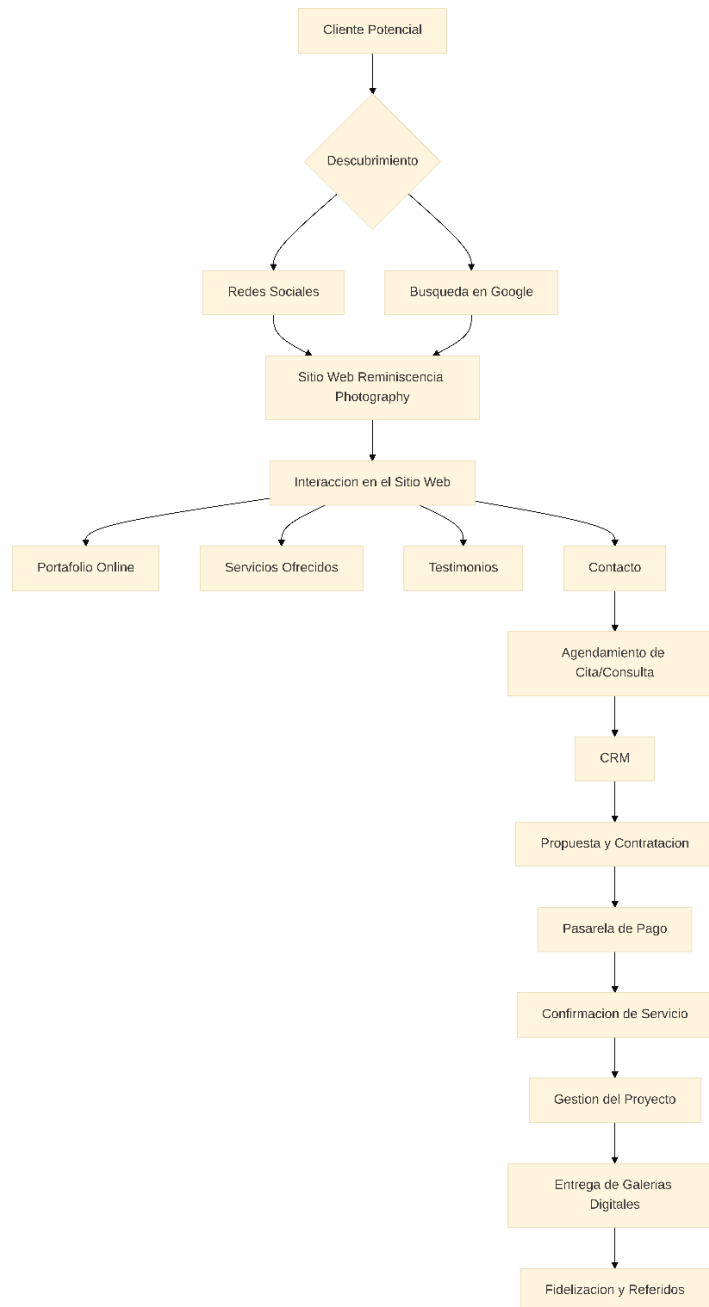 Cliente Potencial
Descubrimiento
Redes Sociales
Busqueda en Google
Sitio Web Reminiscencia
Photography
Interaccion en el Sitio Web
Portafolio Online
Servicios Ofrecidos
Testimonios
Contacto
Agendamiento de
Cita/Consulta
CRM
Propuesta y Contratacion
Pasarela de Pago
Confirmacion de Servicio
Gestion del Proyecto
Entrega de Galerias
Digitales
Fidelizacion y Referidos